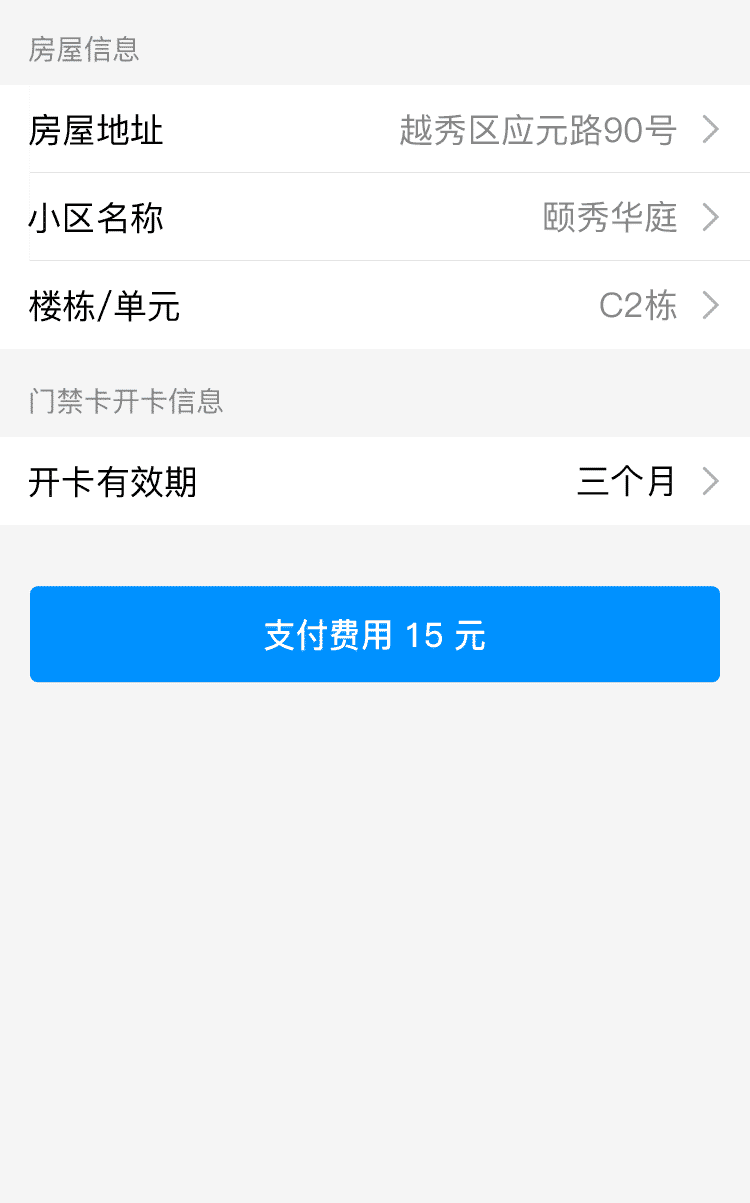 房屋信息
房屋地址 越秀区应元路90号
小区名称 颐秀华庭
楼栋/单元 C2栋
门禁卡开卡信息
开卡有效期 三个月
支付费用 15 元